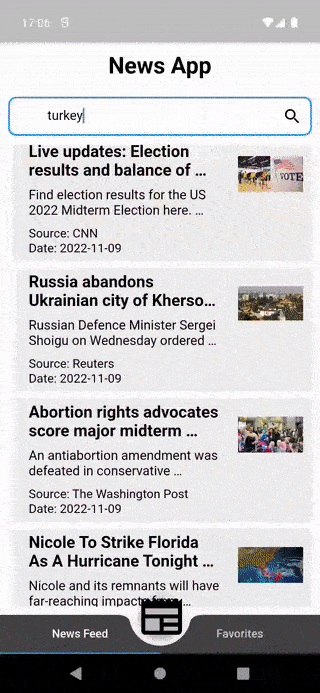 17:06
News App
turkey
Live updates: Election
results and balance of ...
Find election results for the US
2022 Midterm Election here. ...
Source: CNN
Date: 2022-11-09
VOTE
Russia abandons
Ukrainian city of Kherso...
Russian Defence Minister Sergei
Shoigu on Wednesday ordered ...
Source: Reuters
Date: 2022-11-09
Abortion rights advocates
score major midterm ...
An antiabortion amendment was
defeated in conservative ...
Source: The Washington Post
Date: 2022-11-09
Nicole To Strike Florida
As A Hurricane Tonight ...
Nicole and its remnants will have
far-reaching impacts from ...
News Feed
Favorites